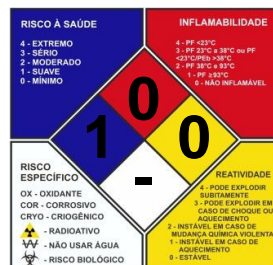 RISCO À SAÚDE
4 - EXTREMO
3 - SÉRIO
2 - MODERADO
1 - SUAVE
0 - MÍNIMO
INFLAMABILIDADE
4 - PF <23°C
3 - PF 23°C a 38°C ou PF
<23°C/PEb >38°C
2 - PF 38°C e 93°C
1 - PF ≥93°C
0 - NÃO INFLAMÁVEL
0
1
0
-
RISCO
ESPECÍFICO
OX - OXIDANTE
COR - CORROSIVO
CRYO - CRIOGÊNICO
- RADIOATIVO
W - NÃO USAR ÁGUA
- RISCO BIOLÓGICO
REATIVIDADE
4 - PODE EXPLODIR
SUBITAMENTE
3 - PODE EXPLODIR EM
CASO DE CHOQUE OU
AQUECIMENTO
2 - INSTÁVEL EM CASO DE
MUDANÇA QUÍMICA VIOLENTA
1 - INSTÁVEL EM CASO DE
AQUECIMENTO
0 - ESTÁVEL